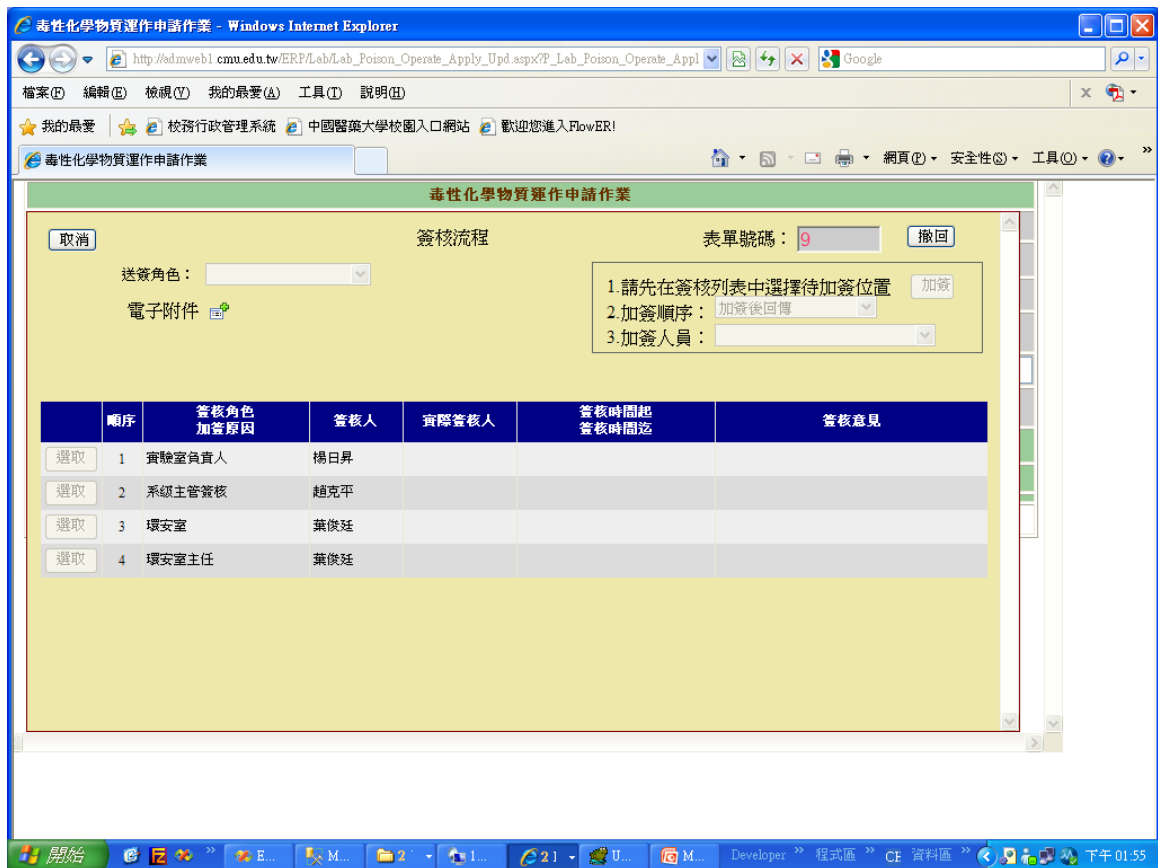 毒性化學物質運作申請作業 - Windows Internet Explorer
http://admweb1.cmu.edu.tw/ERP/Lab/Lab_Poison_Operate_Apply_Upd.aspx?P_Lab_Poison_Operate_Appl
Google
檔案(F) 編輯(E) 檢視(V) 我的最愛(A) 工具(T) 說明(H)
我的最愛 校務行政管理系統 中國醫藥大學校園入口網站 歡迎您進入FlowER!
毒性化學物質運作申請作業 網頁(P) 安全性(S) 工具(O)
毒性化學物質運作申請作業
取消 簽核流程 表單號碼： 9 撤回
送簽角色：
電子附件
1.請先在簽核列表中選擇待加簽位置 加簽
2.加簽順序： 加簽後回傳
3.加簽人員：
順序 簽核角色 加簽原因 簽核人 實際簽核人 簽核時間起 簽核時間迄 簽核意見
選取 1 實驗室負責人 楊日昇
選取 2 系級主管簽核 趙克平
選取 3 環安室 葉俊廷
選取 4 環安室主任 葉俊廷
開始 E... M... 2 1... 21 U... M... Developer » 程式區 » CH 資料區 » 下午 01:55